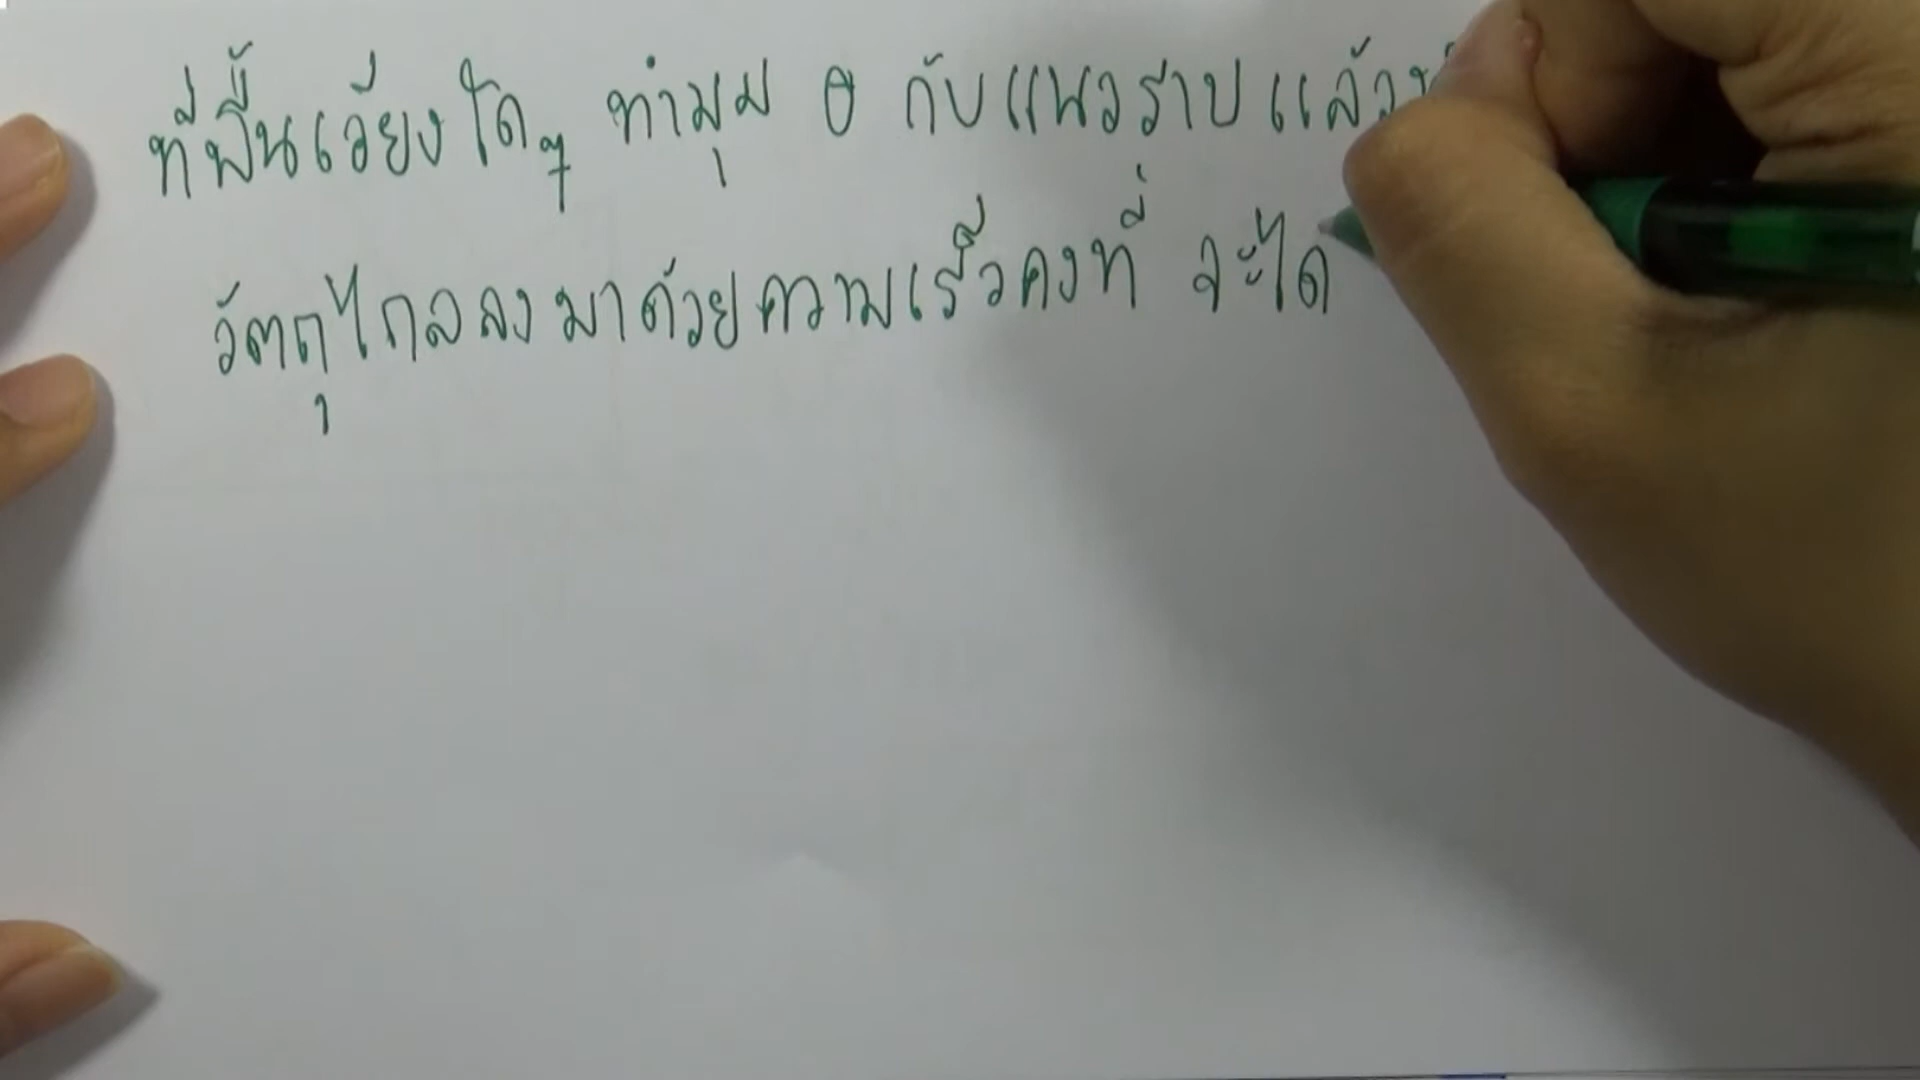 ที่พื้นเอียงใดๆ ทำมุม θ กับแนวราบ แล้ว
วัตถุไถลลงมาด้วยความเร็วคงที่ จะได